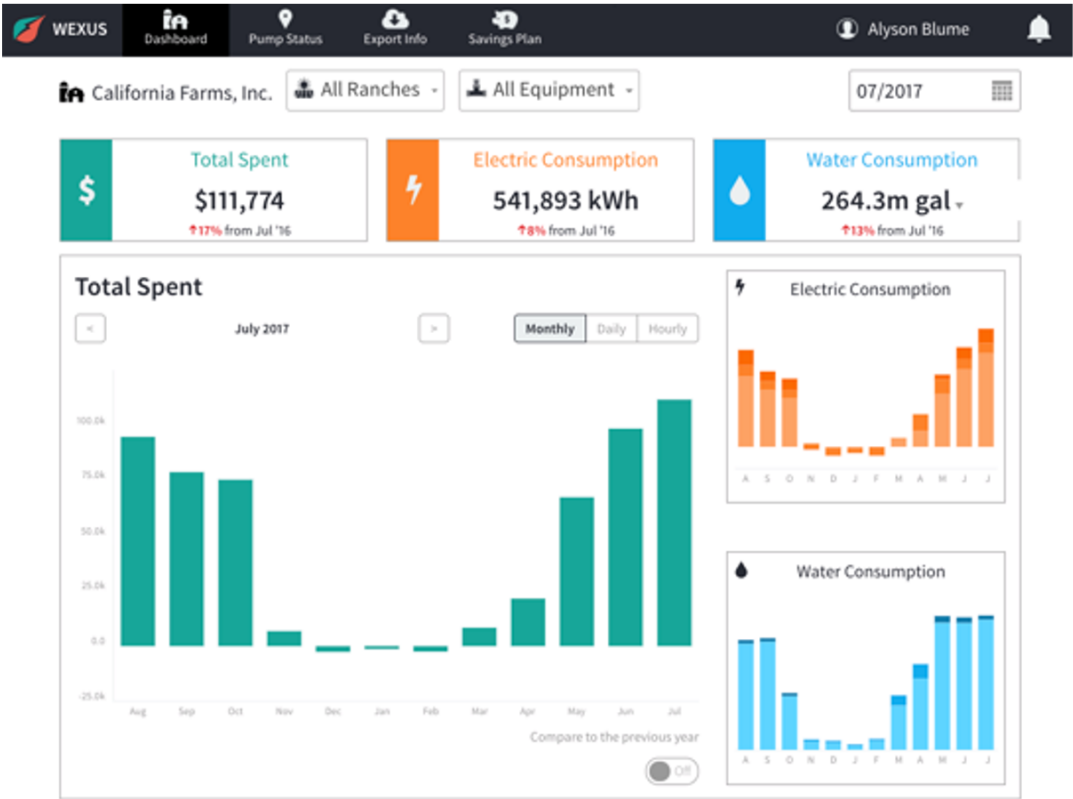 WEXUS
Dashboard
Pump Status
Export Info
Savings Plan
Alyson Blume
California Farms, Inc.
All Ranches
All Equipment
07/2017
$
Total Spent
$111,774
↑17% from Jul '16
Electric Consumption
541,893 kWh
↑8% from Jul '16
Water Consumption
264.3m gal
↑13% from Jul '16
Total Spent
< July 2017 >
Monthly Daily Hourly
100.0k
75.0k
50.0k
25.0k
0.0
-25.0k
Aug Sep Oct Nov Dec Jan Feb Mar Apr May Jun Jul
Compare to the previous year
Off
Electric Consumption
A S O N D J F M A M J J
Water Consumption
A S O N D J F M A M J J